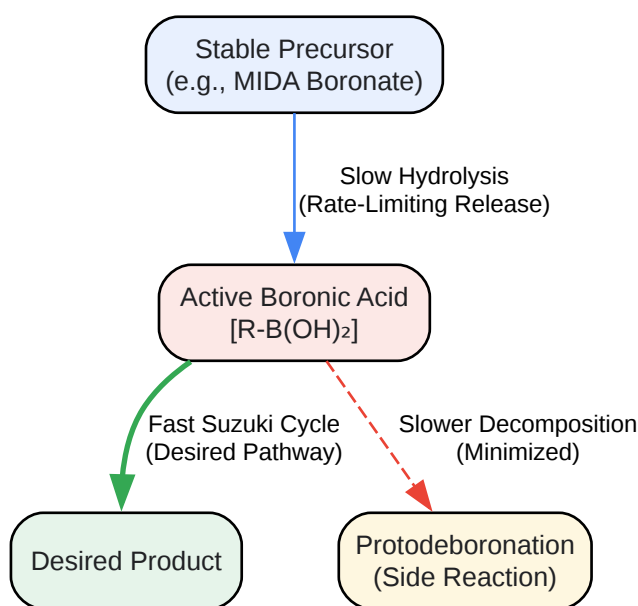 Stable Precursor
(e.g., MIDA Boronate)
Slow Hydrolysis
(Rate-Limiting Release)
Active Boronic Acid
[R-B(OH)₂]
Fast Suzuki Cycle
(Desired Pathway)
Slower Decomposition
(Minimized)
Desired Product
Protodeboronation
(Side Reaction)